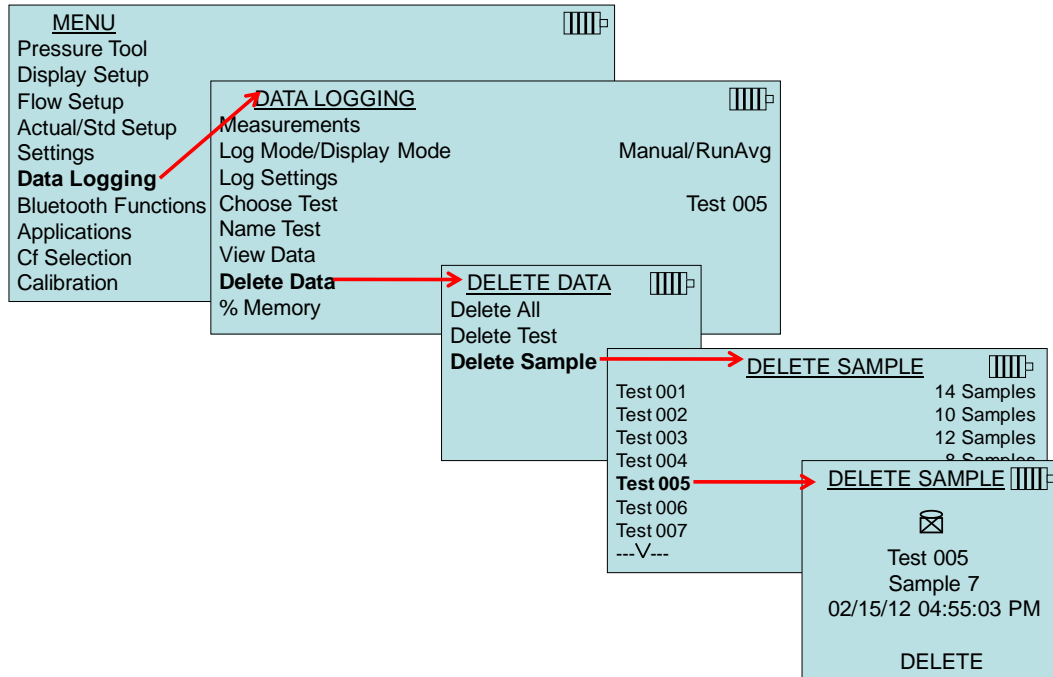 MENU
Pressure Tool
Display Setup
Flow Setup
Actual/Std Setup
Settings
Data Logging
Bluetooth Functions
Applications
Cf Selection
Calibration
DATA LOGGING
Measurements
Log Mode/Display Mode Manual/RunAvg
Log Settings
Choose Test Test 005
Name Test
View Data
Delete Data
% Memory
DELETE DATA
Delete All
Delete Test
Delete Sample
DELETE SAMPLE
Test 001 14 Samples
Test 002 10 Samples
Test 003 12 Samples
Test 004 8 Samples
Test 005
Test 006
Test 007
---V---
DELETE SAMPLE
Test 005
Sample 7
02/15/12 04:55:03 PM
DELETE